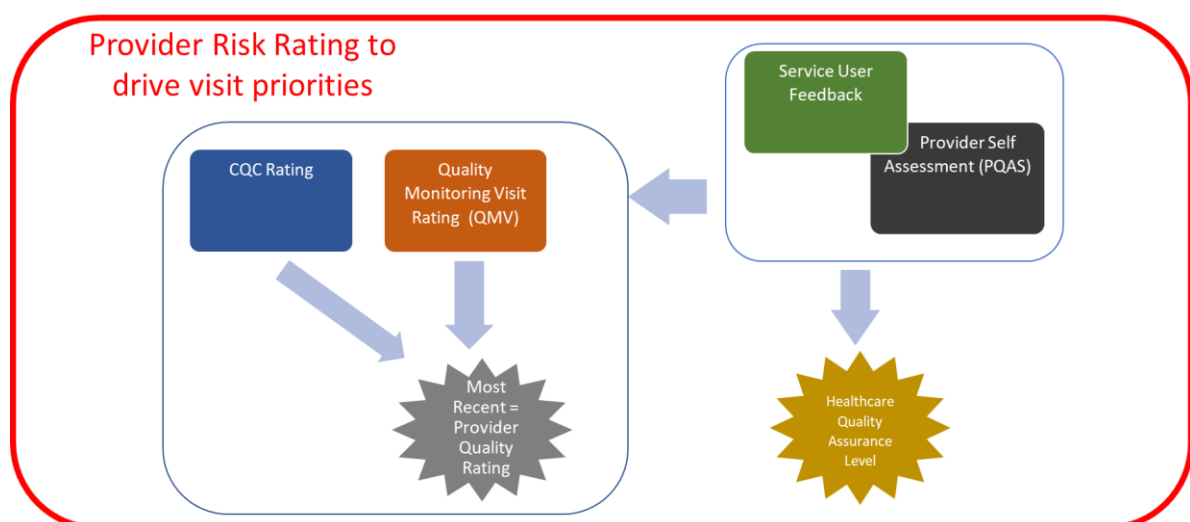 Provider Risk Rating to
drive visit priorities
CQC Rating
Quality
Monitoring Visit
Rating (QMV)
Most
Recent =
Provider
Quality
Rating
Service User
Feedback
Provider Self
Assessment (PQAS)
Healthcare
Quality
Assurance
Level